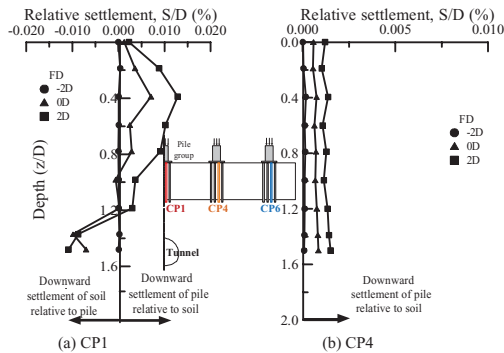 Relative settlement, S/D (%)
-0.020 -0.010 0.000 0.010 0.020
(a)
FD
-2D
0D
2D
0.0
0.4
0.8
1.2
1.6
2.0
Depth (z/D)
Pile
group
CP1 CP4 CP6
Tunnel
Downward
settlement of soil
relative to pile
Downward
settlement of pile
relative to soil
(a) CP1
Relative settlement, S/D (%)
0.000 0.005 0.010
(b)
FD
-2D
0D
2D
0.0
0.4
0.8
1.2
1.6
2.0
Downward
settlement of pile
relative to soil
(b) CP4